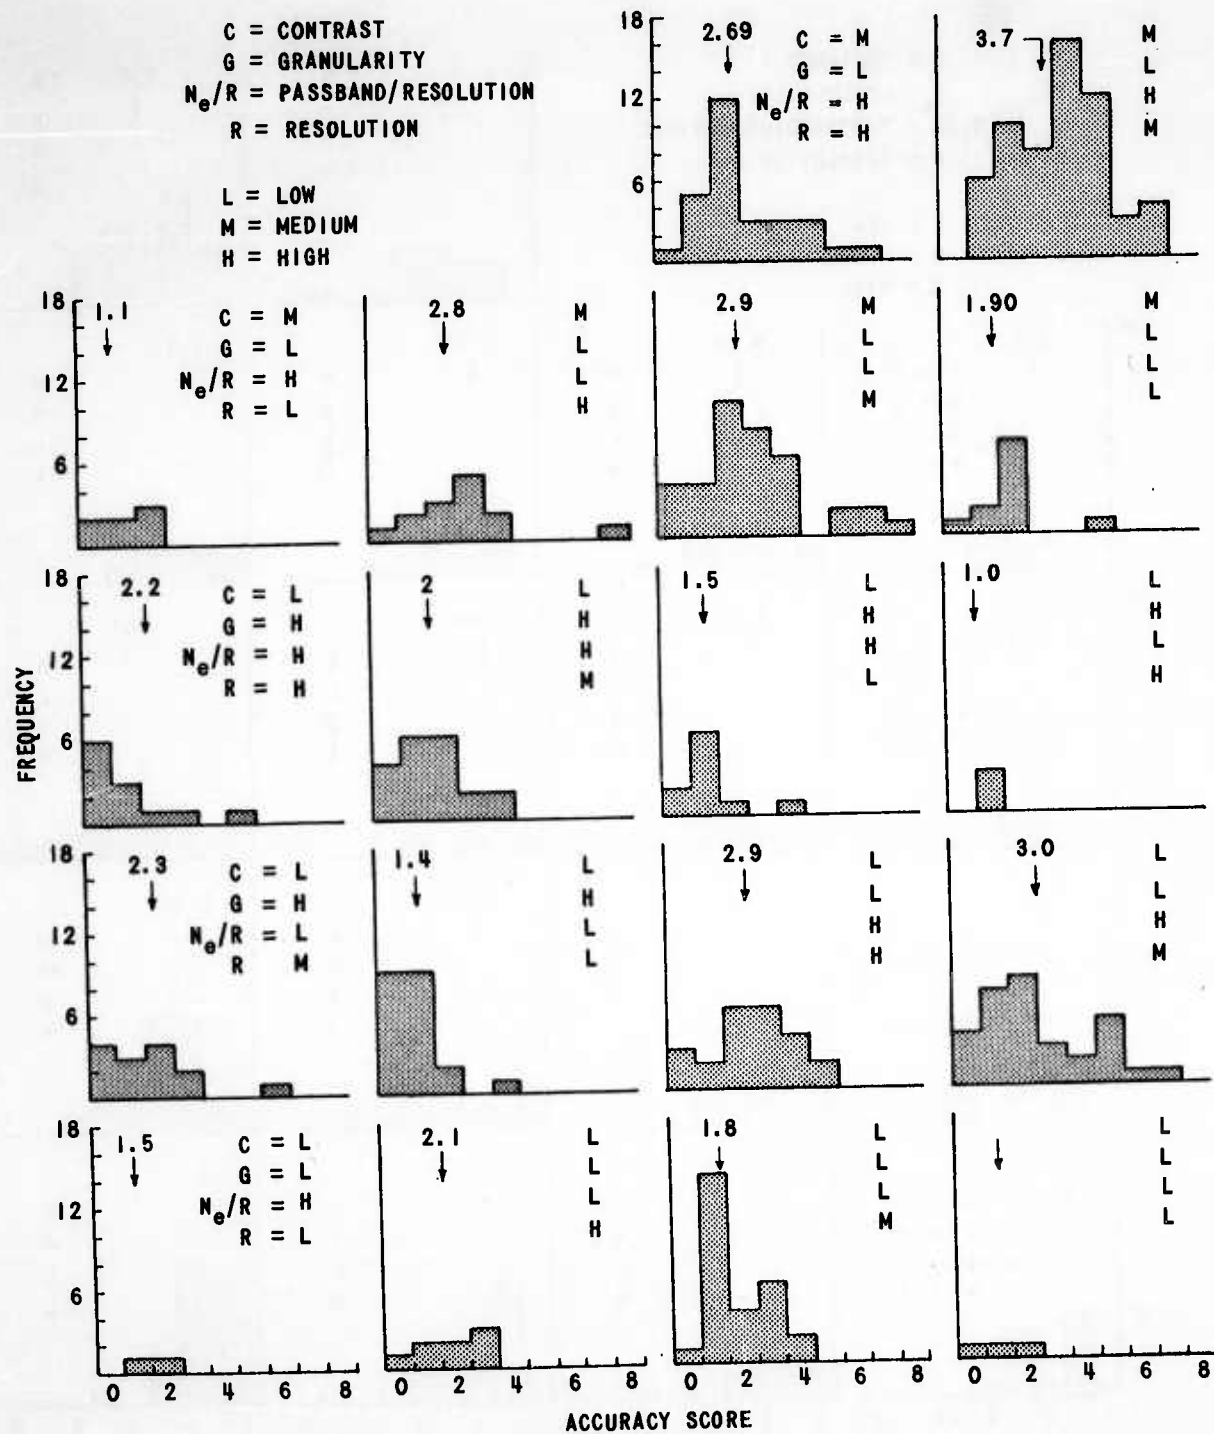 C = CONTRAST
G = GRANULARITY
Ne/R = PASSBAND/RESOLUTION
R = RESOLUTION
L = LOW
M = MEDIUM
H = HIGH
18
12
6
2.69
C = M
G = L
Ne/R = H
R = H
3.7
M
L
H
M
18
12
6
1.1
C = M
G = L
Ne/R = H
R = L
2.8
M
L
L
H
2.9
M
L
L
M
1.90
M
L
L
L
FREQUENCY
18
12
6
2.2
C = L
G = H
Ne/R = H
R = H
2
L
H
H
M
1.5
L
H
H
L
1.0
L
H
L
H
18
12
6
2.3
C = L
G = H
Ne/R = L
R M
1.4
L
H
L
L
2.9
L
L
H
H
3.0
L
L
H
M
18
12
6
1.5
C = L
G = L
Ne/R = H
R = L
2.1
L
L
L
H
1.8
L
L
L
M
L
L
L
L
0 2 4 6 8 0 2 4 6 8 0 2 4 6 8 0 2 4 6 8
ACCURACY SCORE